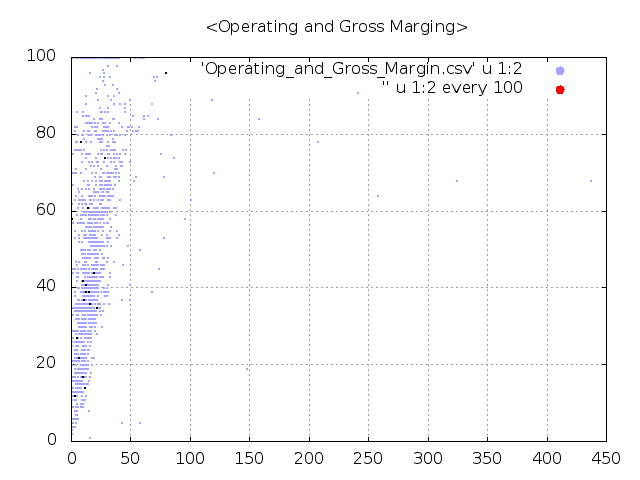 <Operating and Gross Marging>
100
'Operating_and_Gross_Margin.csv' u 1:2
'' u 1:2 every 100
80
60
40
20
0
0 50 100 150 200 250 300 350 400 450